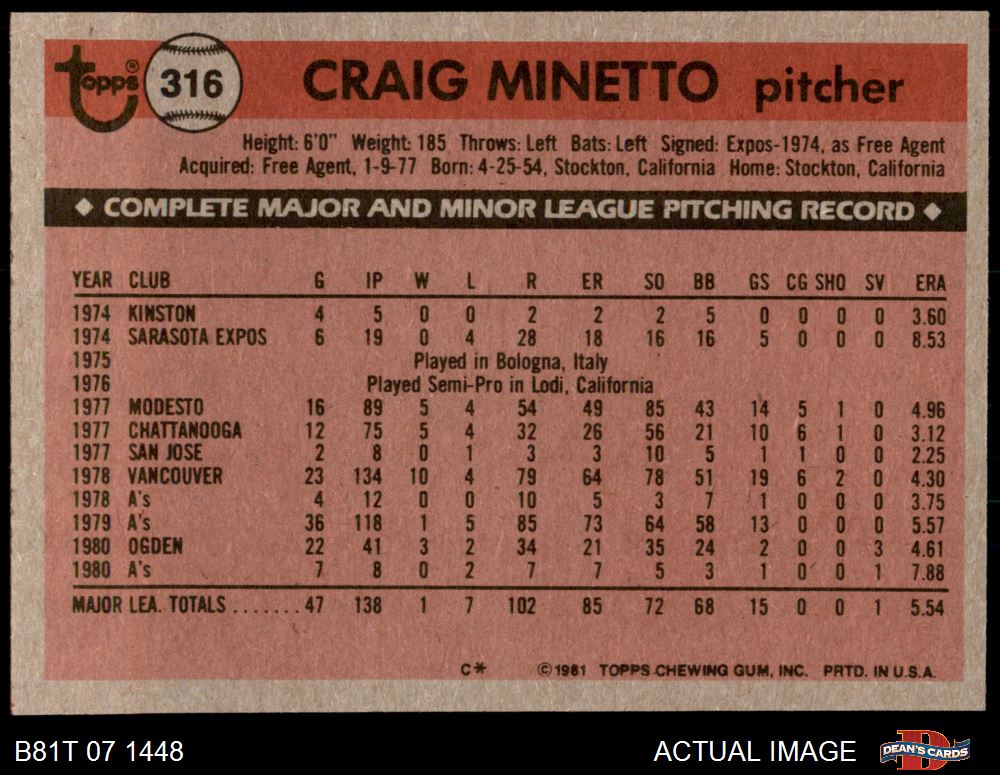 topps® 316 CRAIG MINETTO pitcher
Height: 6'0" Weight: 185 Throws: Left Bats: Left Signed: Expos-1974, as Free Agent
Acquired: Free Agent, 1-9-77 Born: 4-25-54, Stockton, California Home: Stockton, California
◆ COMPLETE MAJOR AND MINOR LEAGUE PITCHING RECORD ◆
YEAR CLUB G IP W L R ER SO BB GS CG SHO SV ERA
1974 KINSTON 4 5 0 0 2 2 2 5 0 0 0 0 3.60
1974 SARASOTA EXPOS 6 19 0 4 28 18 16 16 5 0 0 0 8.53
1975 Played in Bologna, Italy
1976 Played Semi-Pro in Lodi, California
1977 MODESTO 16 89 5 4 54 49 85 43 14 5 1 0 4.96
1977 CHATTANOOGA 12 75 5 4 32 26 56 21 10 6 1 0 3.12
1977 SAN JOSE 2 8 0 1 3 3 10 5 1 1 0 0 2.25
1978 VANCOUVER 23 134 10 4 79 64 78 51 19 6 2 0 4.30
1978 A's 4 12 0 0 10 5 3 7 1 0 0 0 3.75
1979 A's 36 118 1 5 85 73 64 58 13 0 0 0 5.57
1980 OGDEN 22 41 3 2 34 21 35 24 2 0 0 3 4.61
1980 A's 7 8 0 2 7 7 5 3 1 0 0 1 7.88
MAJOR LEA. TOTALS.......47 138 1 7 102 85 72 68 15 0 0 1 5.54
C* ©1981 TOPPS CHEWING GUM, INC. PRTD. IN U.S.A.
B81T 07 1448 ACTUAL IMAGE DEAN'S CARDS